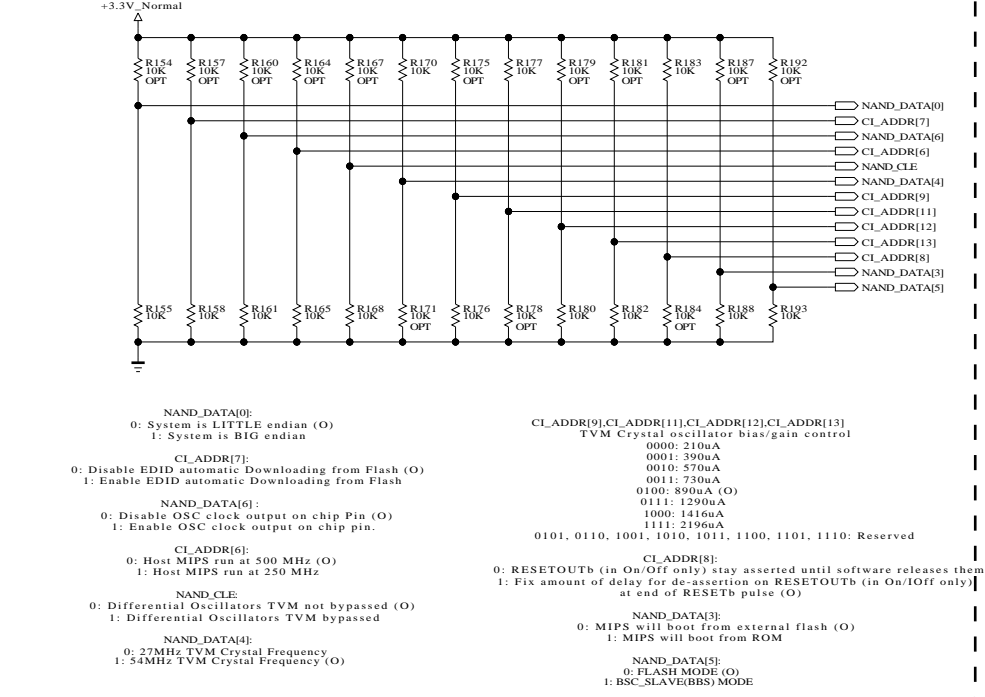 +3.3V_Normal
R154 10K OPT
R157 10K OPT
R160 10K OPT
R164 10K OPT
R167 10K OPT
R170 10K
R175 10K OPT
R177 10K
R179 10K OPT
R181 10K OPT
R183 10K
R187 10K OPT
R192 10K OPT
NAND_DATA[0]
CI_ADDR[7]
NAND_DATA[6]
CI_ADDR[6]
NAND_CLE
NAND_DATA[4]
CI_ADDR[9]
CI_ADDR[11]
CI_ADDR[12]
CI_ADDR[13]
CI_ADDR[8]
NAND_DATA[3]
NAND_DATA[5]
R155 10K
R158 10K
R161 10K
R165 10K
R168 10K
R171 10K OPT
R176 10K
R178 10K OPT
R180 10K
R182 10K
R184 10K OPT
R188 10K
R193 10K
NAND_DATA[0]:
0: System is LITTLE endian (O)
1: System is BIG endian
CI_ADDR[7]:
0: Disable EDID automatic Downloading from Flash (O)
1: Enable EDID automatic Downloading from Flash
NAND_DATA[6] :
0: Disable OSC clock output on chip Pin (O)
1: Enable OSC clock output on chip pin.
CI_ADDR[6]:
0: Host MIPS run at 500 MHz (O)
1: Host MIPS run at 250 MHz
NAND_CLE:
0: Differential Oscillators TVM not bypassed (O)
1: Differential Oscillators TVM bypassed
NAND_DATA[4]:
0: 27MHz TVM Crystal Frequency
1: 54MHz TVM Crystal Frequency (O)
CI_ADDR[9],CI_ADDR[11],CI_ADDR[12],CI_ADDR[13]
TVM Crystal oscillator bias/gain control
0000: 210uA
0001: 390uA
0010: 570uA
0011: 730uA
0100: 890uA (O)
0111: 1290uA
1000: 1416uA
1111: 2196uA
0101, 0110, 1001, 1010, 1011, 1100, 1101, 1110: Reserved
CI_ADDR[8]:
0: RESETOUTb (in On/Off only) stay asserted until software releases them
1: Fix amount of delay for de-assertion on RESETOUTb (in On/IOff only)
at end of RESETb pulse (O)
NAND_DATA[3]:
0: MIPS will boot from external flash (O)
1: MIPS will boot from ROM
NAND_DATA[5]:
0: FLASH MODE (O)
1: BSC_SLAVE(BBS) MODE